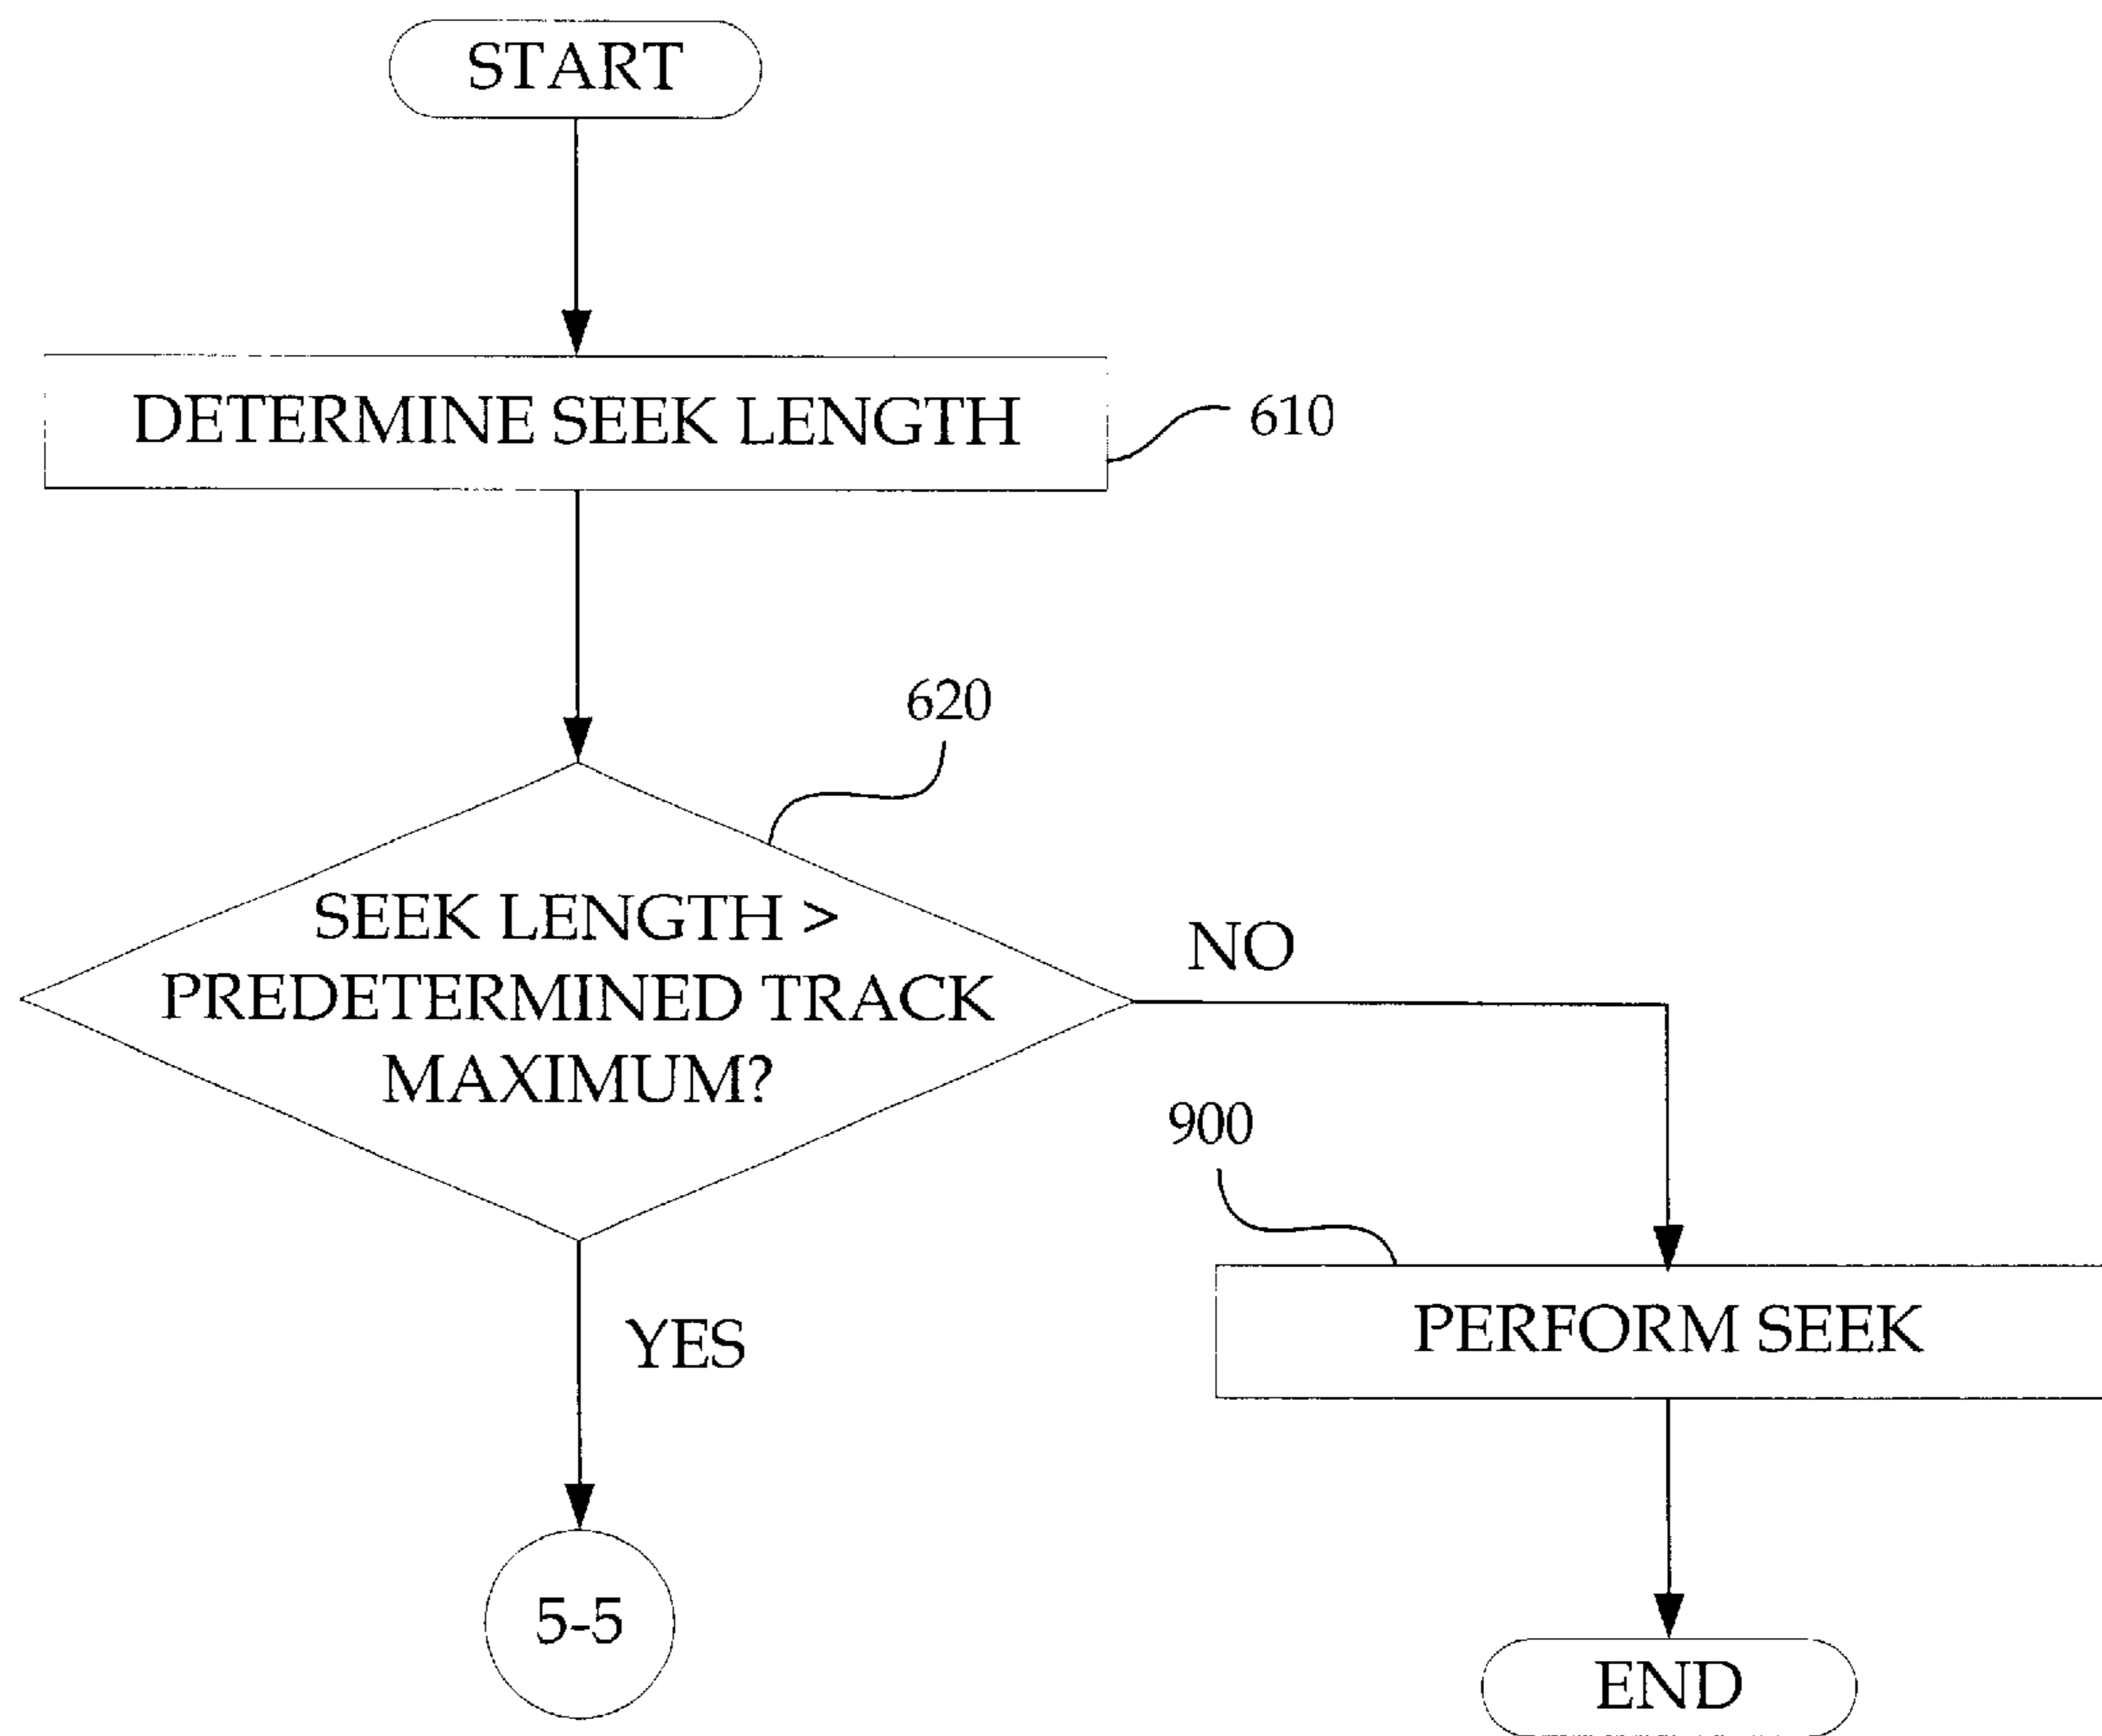 START
DETERMINE SEEK LENGTH
610
620
SEEK LENGTH >
PREDETERMINED TRACK
MAXIMUM?
NO
900
PERFORM SEEK
YES
5-5
END